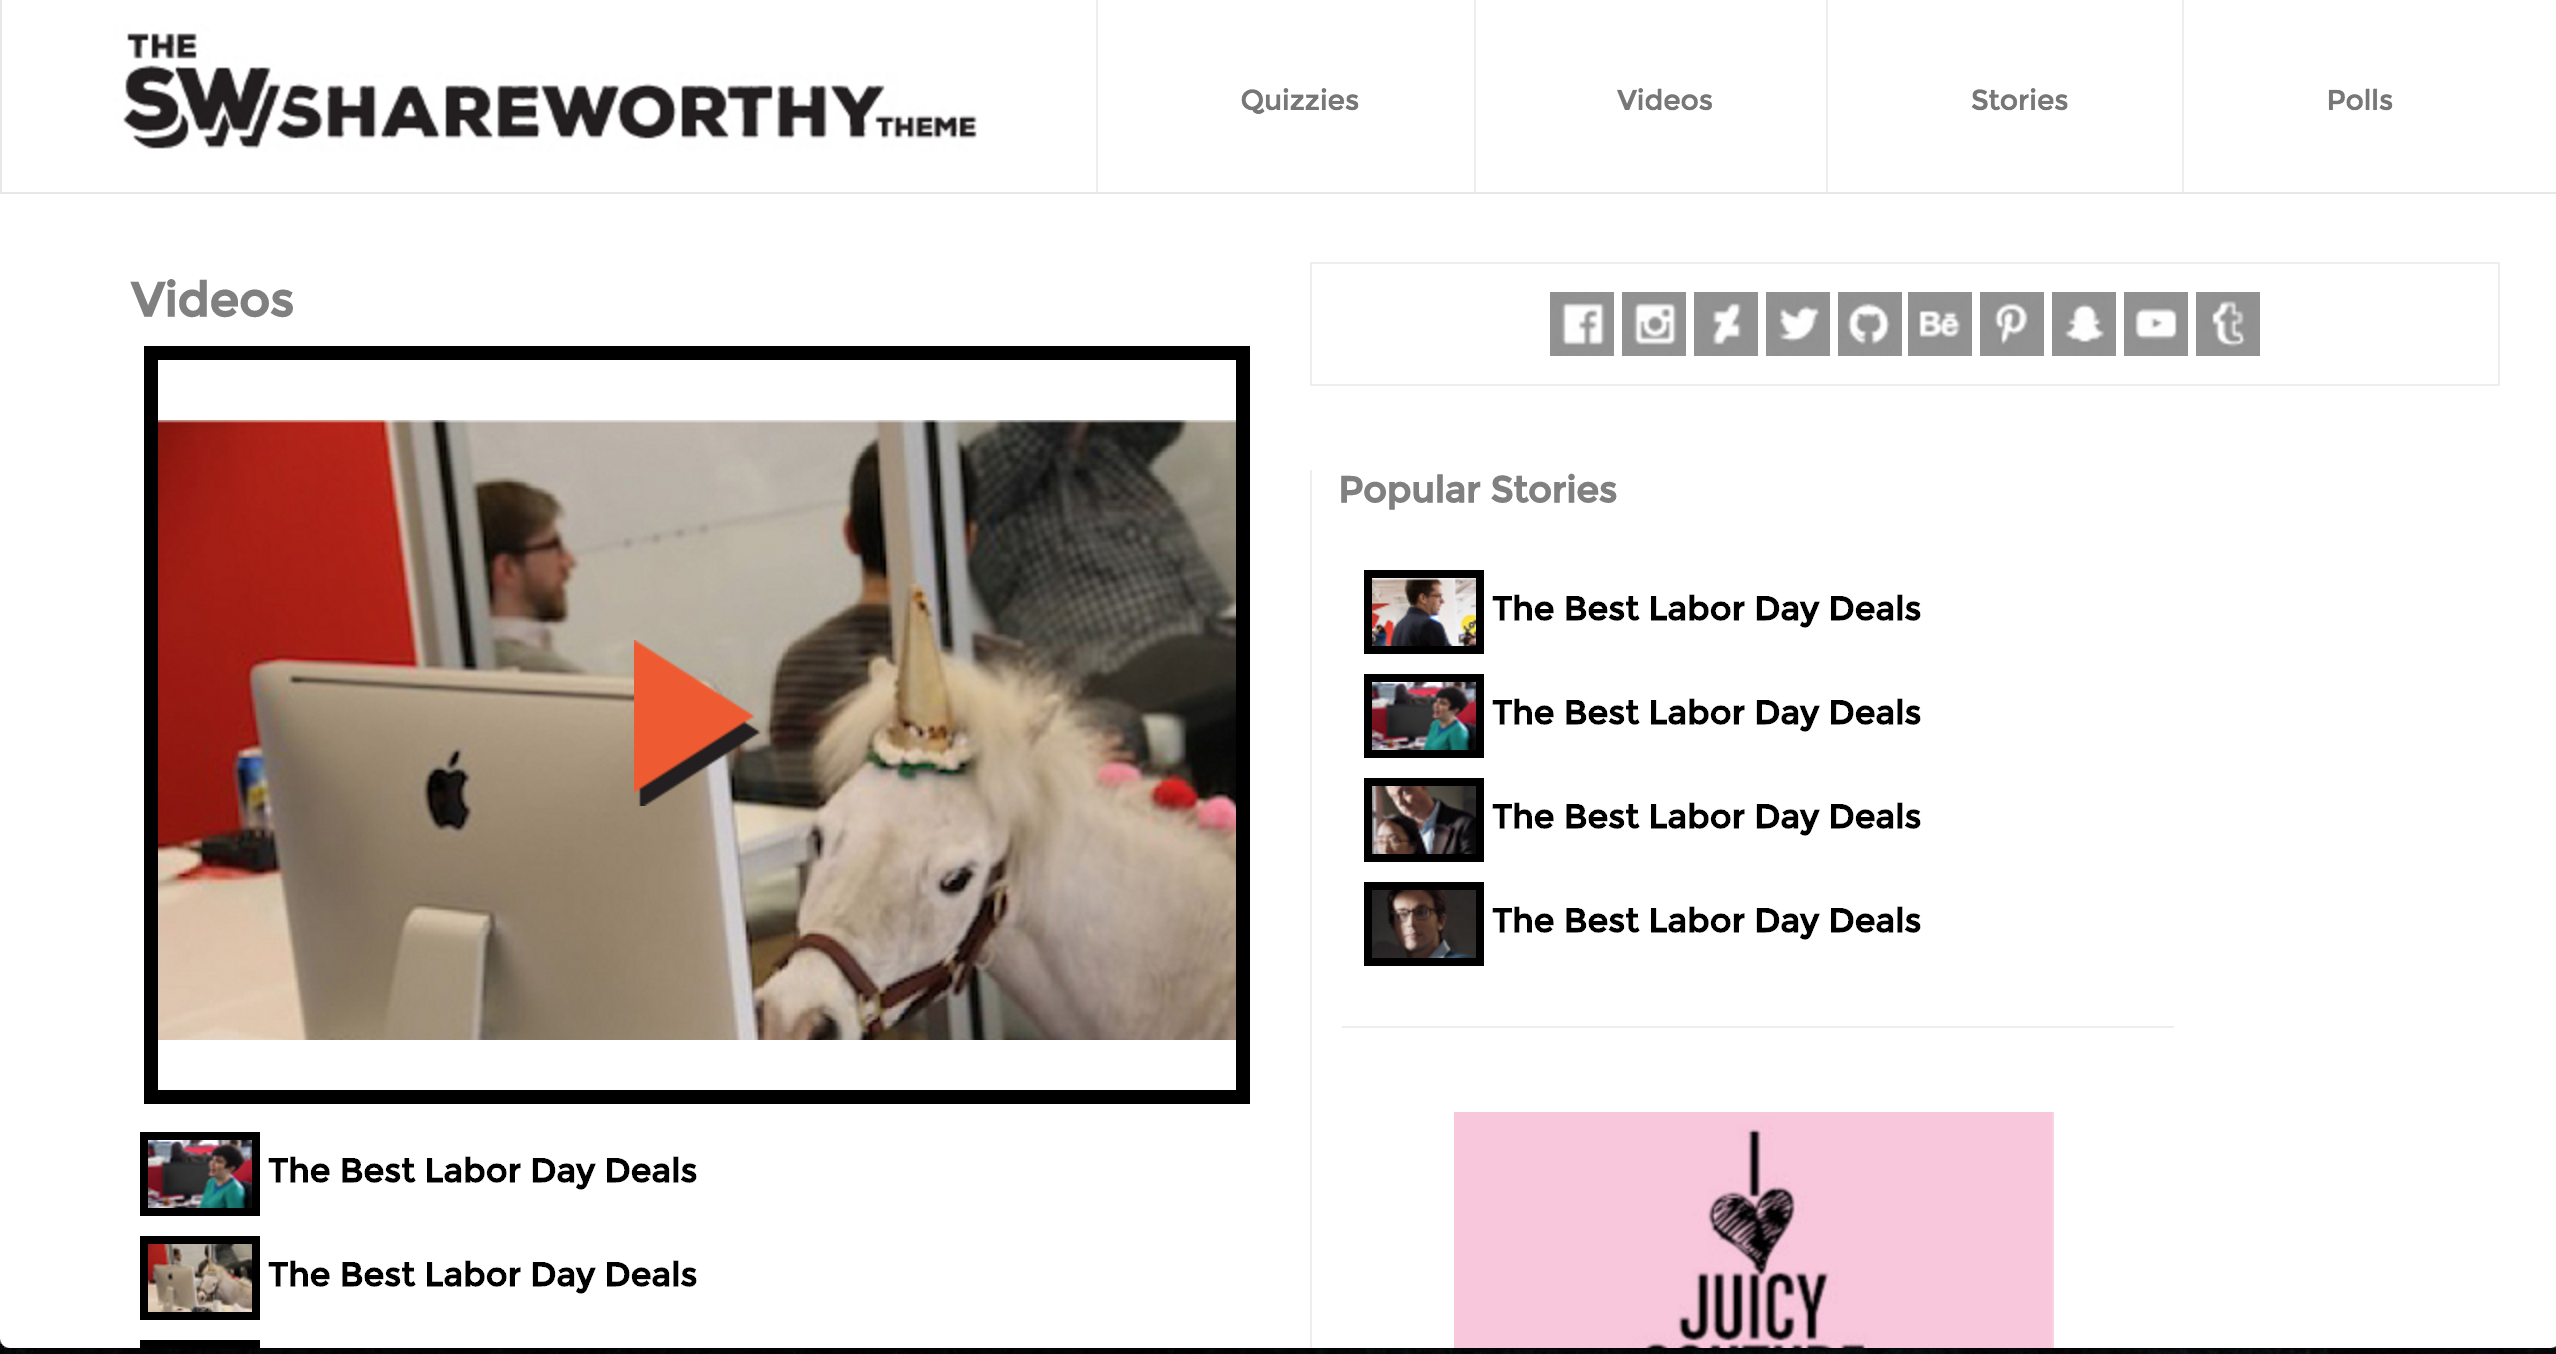 THE
SW/SHAREWORTHY THEME
Quizzies
Videos
Stories
Polls
Videos
Bē
Popular Stories
The Best Labor Day Deals
The Best Labor Day Deals
The Best Labor Day Deals
The Best Labor Day Deals
The Best Labor Day Deals
The Best Labor Day Deals
I
JUICY